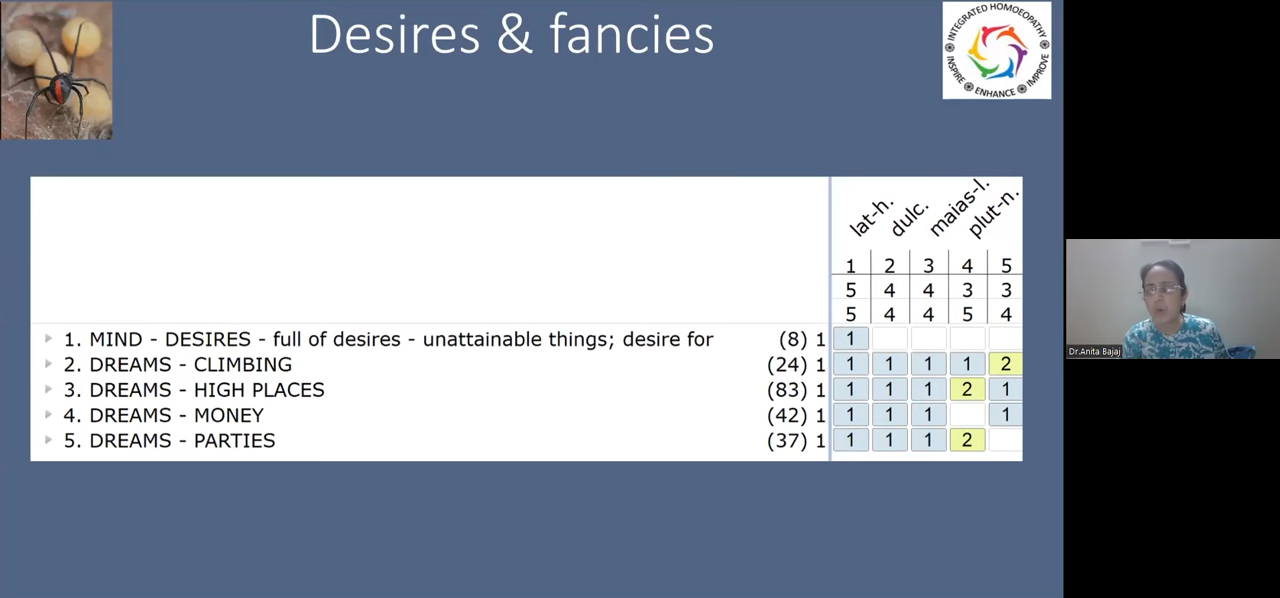 Desires & fancies
INTEGRATED HOMOEOPATHY
INSPIRE ENHANCE IMPROVE
lat-h. dulc. maias-l. plut-n.
1 2 3 4 5
5 4 4 3 3
5 4 4 5 4
1. MIND - DESIRES - full of desires - unattainable things; desire for (8) 1 1
2. DREAMS - CLIMBING (24) 1 1 1 1 1 2
3. DREAMS - HIGH PLACES (83) 1 1 1 1 2 1
4. DREAMS - MONEY (42) 1 1 1 1 1
5. DREAMS - PARTIES (37) 1 1 1 1 2
Dr.Anita Bajaj